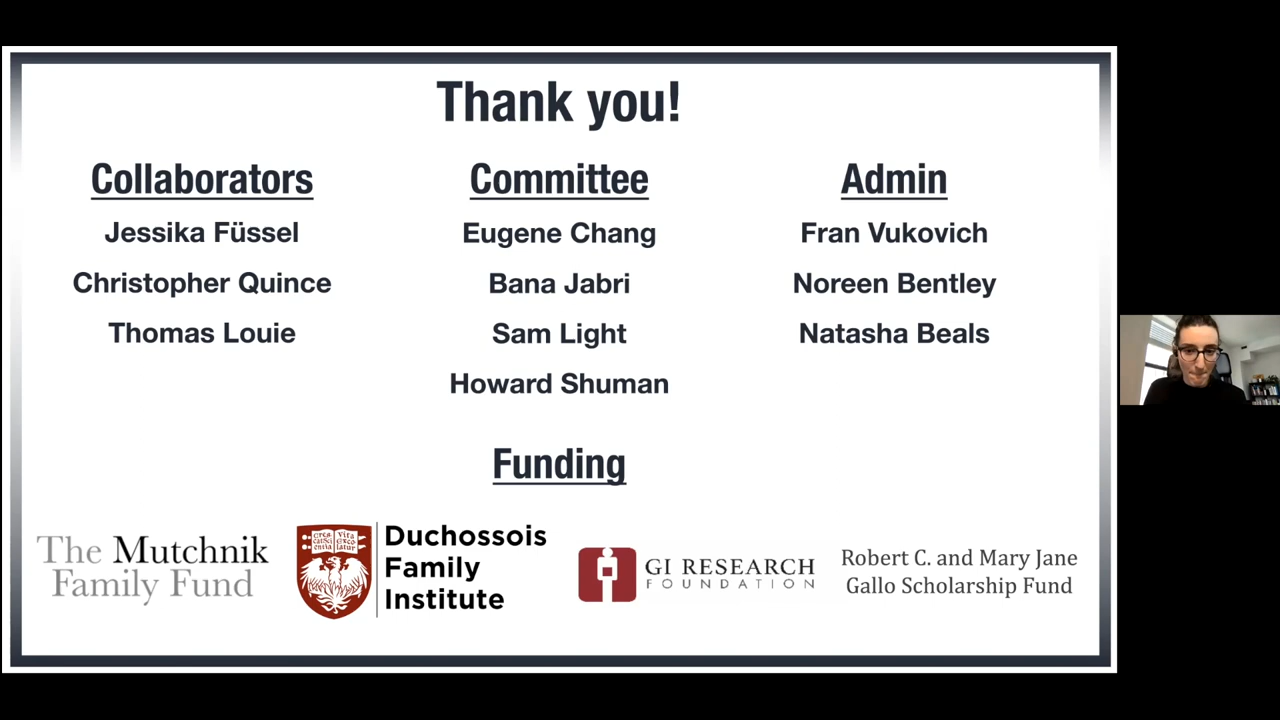 Thank you!
Collaborators
Jessika Füssel
Christopher Quince
Thomas Louie
Committee
Eugene Chang
Bana Jabri
Sam Light
Howard Shuman
Admin
Fran Vukovich
Noreen Bentley
Natasha Beals
Funding
The Mutchnik
Family Fund
Duchossois
Family
Institute
GI RESEARCH
FOUNDATION
Robert C. and Mary Jane
Gallo Scholarship Fund